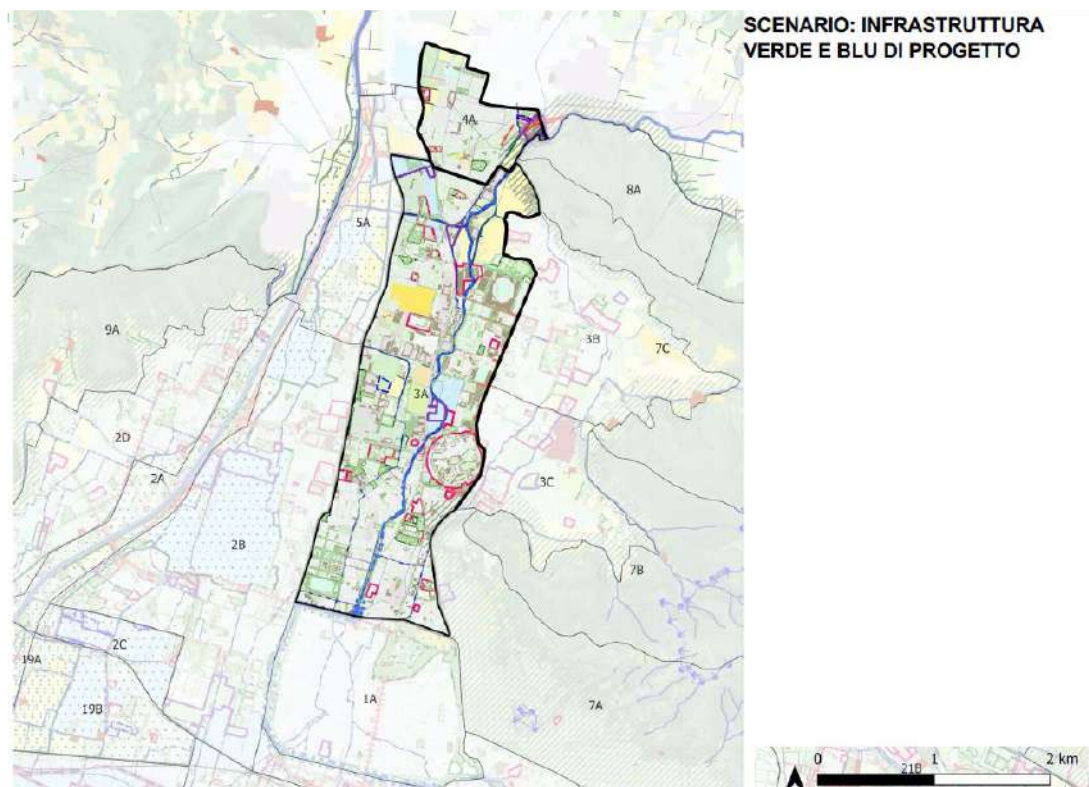 SCENARIO: INFRASTRUTTURA
VERDE E BLU DI PROGETTO
4A
8A
5A
9A
3B
7C
3A
2D
2A
3C
2B
7B
2C
19A
1A
19B
7A
0 1 2 km
21B